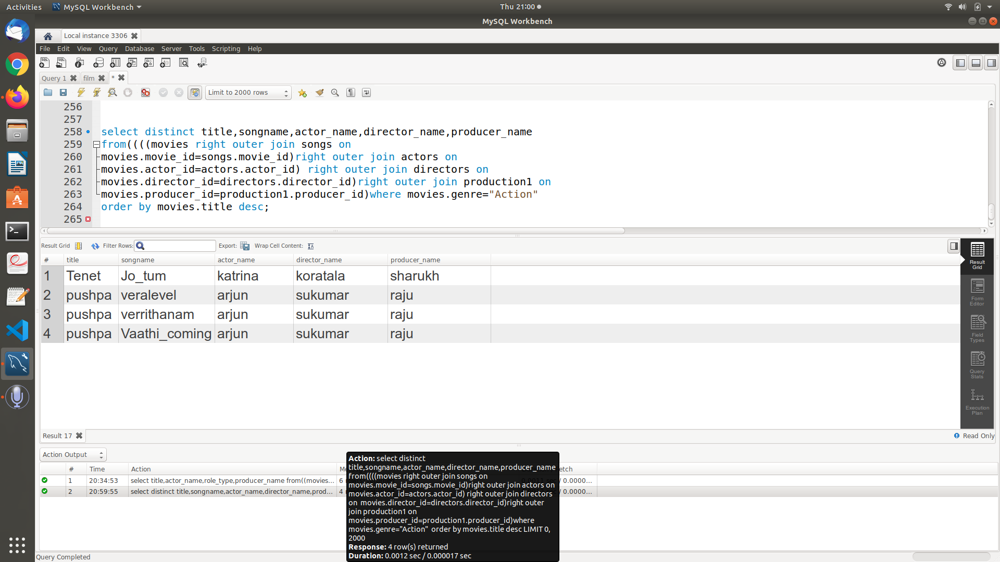 Activities MySQL Workbench Thu 21:00
MySQL Workbench
Local instance 3306
File Edit View Query Database Server Tools Scripting Help
Query 1 film *
Limit to 2000 rows
256
257
258 select distinct title,songname,actor_name,director_name,producer_name
259 from((((movies right outer join songs on
260 movies.movie_id=songs.movie_id)right outer join actors on
261 movies.actor_id=actors.actor_id) right outer join directors on
262 movies.director_id=directors.director_id)right outer join production1 on
263 movies.producer_id=production1.producer_id)where movies.genre="Action"
264 order by movies.title desc;
265
Result Grid Filter Rows: Export: Wrap Cell Content:
# title songname actor_name director_name producer_name
1 Tenet Jo_tum katrina koratala sharukh
2 pushpa veralevel arjun sukumar raju
3 pushpa verrithanam arjun sukumar raju
4 pushpa Vaathi_coming arjun sukumar raju
Result
Grid
Form
Editor
Field
Types
Query
Stats
Execution
Plan
Result 17 Read Only
Action Output
# Time Action
1 20:34:53 select title,actor_name,role_type,producer_name from((movies... 6 / 0.0000...
2 20:59:55 select distinct title,songname,actor_name,director_name,prod... 4 / 0.0000...
Action: select distinct
title,songname,actor_name,director_name,producer_name
from((((movies right outer join songs on
movies.movie_id=songs.movie_id)right outer join actors on
movies.actor_id=actors.actor_id) right outer join directors
on movies.director_id=directors.director_id)right outer
join production1 on
movies.producer_id=production1.producer_id)where
movies.genre="Action" order by movies.title desc LIMIT 0,
2000
Response: 4 row(s) returned
Duration: 0.0012 sec / 0.000017 sec
Query Completed